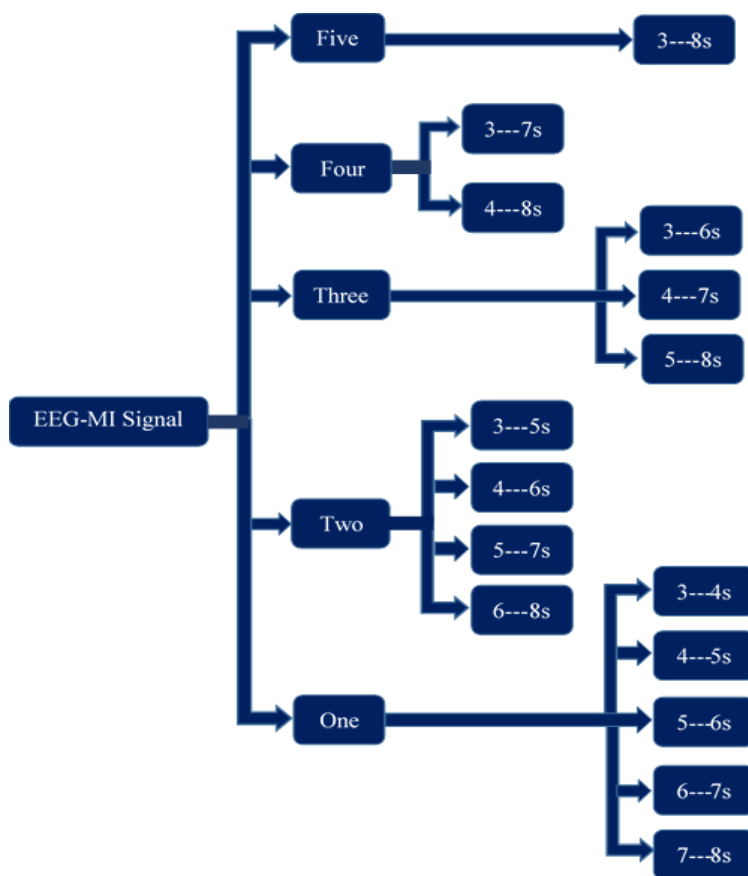 Five
3---8s
Four
3---7s
4---8s
Three
3---6s
4---7s
5---8s
EEG-MI Signal
Two
3---5s
4---6s
5---7s
6---8s
One
3---4s
4---5s
5---6s
6---7s
7---8s